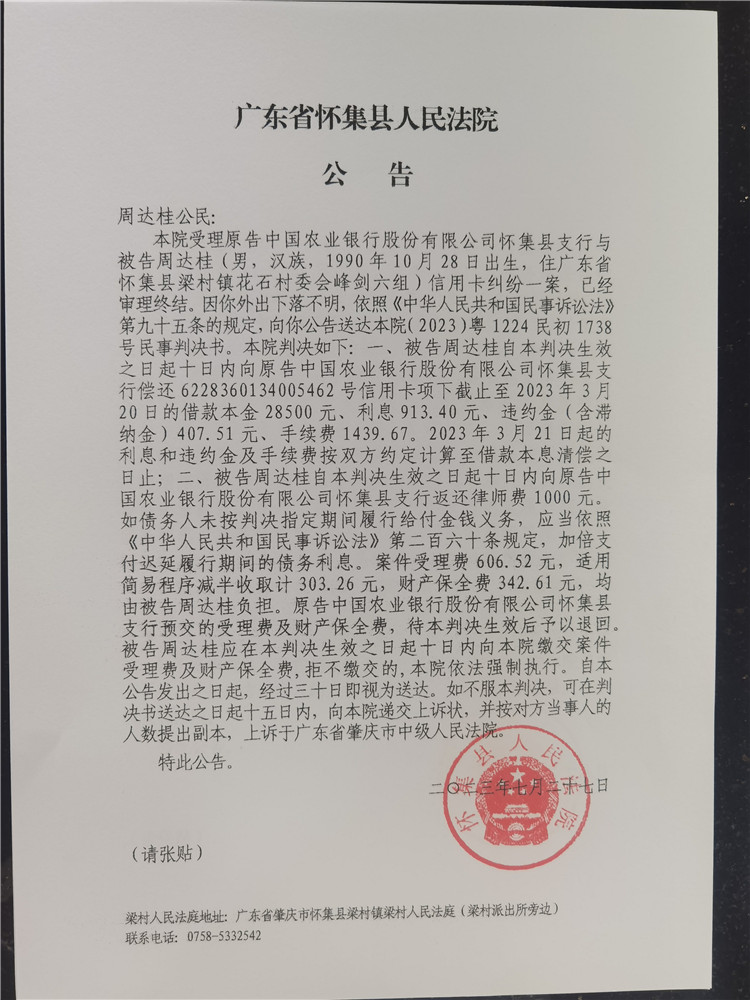 广东省怀集县人民法院
公 告
周达桂公民:
本院受理原告中国农业银行股份有限公司怀集县支行与
被告周达桂（男，汉族，1990年10月28日出生，住广东省
怀集县梁村镇花石村委会峰剑六组）信用卡纠纷一案，已经
审理终结。因你外出下落不明，依照《中华人民共和国民事诉讼法》
第九十五条的规定，向你公告送达本院(2023)粤1224民初1738
号民事判决书。本院判决如下：一、被告周达桂自本判决生效
之日起十日内向原告中国农业银行股份有限公司怀集县支
行偿还6228360134005462号信用卡项下截止至2023年3月
20日的借款本金28500元、利息913.40元、违约金（含滞
纳金）407.51元、手续费1439.67。2023年3月21日起的
利息和违约金及手续费按双方约定计算至借款本息清偿之
日止；二、被告周达桂自本判决生效之日起十日内向原告中
国农业银行股份有限公司怀集县支行返还律师费1000元。
如债务人未按判决指定期间履行给付金钱义务，应当依照
《中华人民共和国民事诉讼法》第二百六十条规定，加倍支
付迟延履行期间的债务利息。案件受理费606.52元，适用
简易程序减半收取计303.26元，财产保全费342.61元，均
由被告周达桂负担。原告中国农业银行股份有限公司怀集县
支行预交的受理费及财产保全费，待本判决生效后予以退回。
被告周达桂应在本判决生效之日起十日内向本院缴交案件
受理费及财产保全费,拒不缴交的,本院依法强制执行。自本
公告发出之日起，经过三十日即视为送达。如不服本判决，可在判
决书送达之日起十五日内，向本院递交上诉状，并按对方当事人的
人数提出副本，上诉于广东省肇庆市中级人民法院。
特此公告。
二〇二三年七月二十七日
怀集县人民法院
（请张贴）
梁村人民法庭地址：广东省肇庆市怀集县梁村镇梁村人民法庭（梁村派出所旁边）
联系电话：0758-5332542